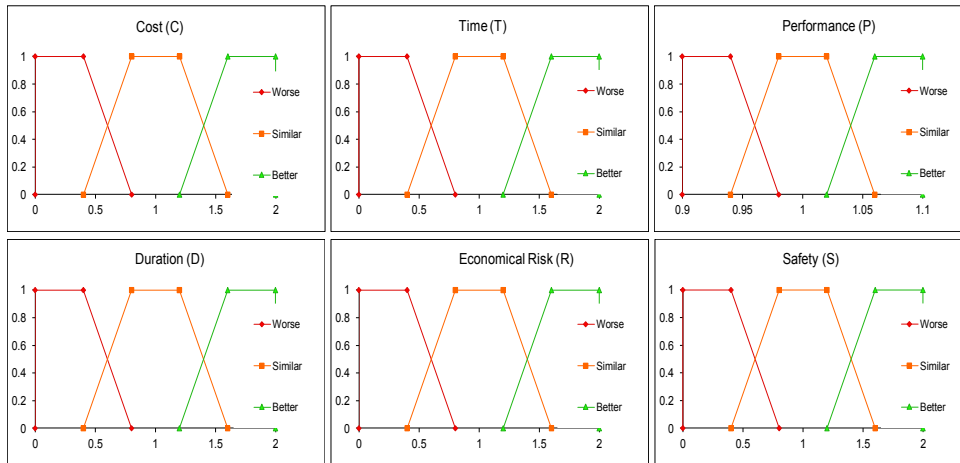 Cost (C)
1
0.8
0.6
0.4
0.2
0
0
0.5
1
1.5
2
Worse
Similar
Better
Time (T)
1
0.8
0.6
0.4
0.2
0
0
0.5
1
1.5
2
Worse
Similar
Better
Performance (P)
1
0.8
0.6
0.4
0.2
0
0.9
0.95
1
1.05
1.1
Worse
Similar
Better
Duration (D)
1
0.8
0.6
0.4
0.2
0
0
0.5
1
1.5
2
Worse
Similar
Better
Economical Risk (R)
1
0.8
0.6
0.4
0.2
0
0
0.5
1
1.5
2
Worse
Similar
Better
Safety (S)
1
0.8
0.6
0.4
0.2
0
0
0.5
1
1.5
2
Worse
Similar
Better